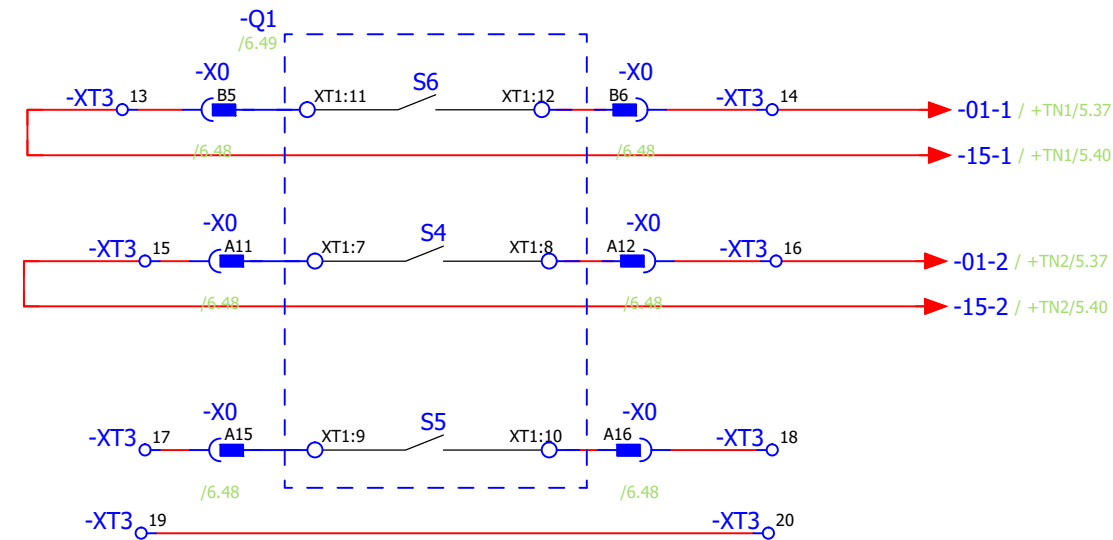 -Q1
/6.49
-XT3 13 -X0 B5 XT1:11 S6 XT1:12 -X0 B6 -XT3 14 -01-1 / +TN1/5.37
/6.48 /6.48 -15-1 / +TN1/5.40
-XT3 15 -X0 A11 XT1:7 S4 XT1:8 -X0 A12 -XT3 16 -01-2 / +TN2/5.37
/6.48 /6.48 -15-2 / +TN2/5.40
-XT3 17 -X0 A15 XT1:9 S5 XT1:10 -X0 A16 -XT3 18
/6.48 /6.48
-XT3 19 -XT3 20